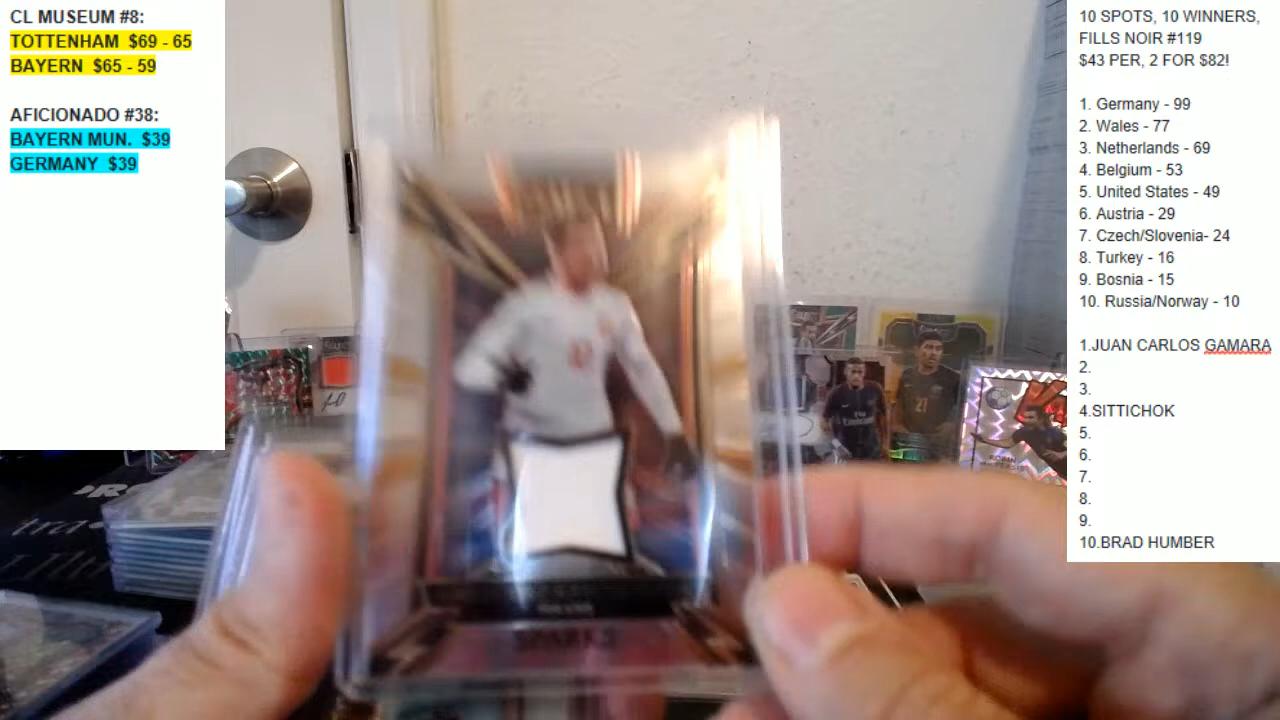 CL MUSEUM #8:
TOTTENHAM $69 - 65
BAYERN $65 - 59
AFICIONADO #38:
BAYERN MUN. $39
GERMANY $39
10 SPOTS, 10 WINNERS,
FILLS NOIR #119
$43 PER, 2 FOR $82!
1. Germany - 99
2. Wales - 77
3. Netherlands - 69
4. Belgium - 53
5. United States - 49
6. Austria - 29
7. Czech/Slovenia- 24
8. Turkey - 16
9. Bosnia - 15
10. Russia/Norway - 10
1.JUAN CARLOS GAMARA
2.
3.
4.SITTICHOK
5.
6.
7.
8.
9.
10.BRAD HUMBER
SPARKS
21